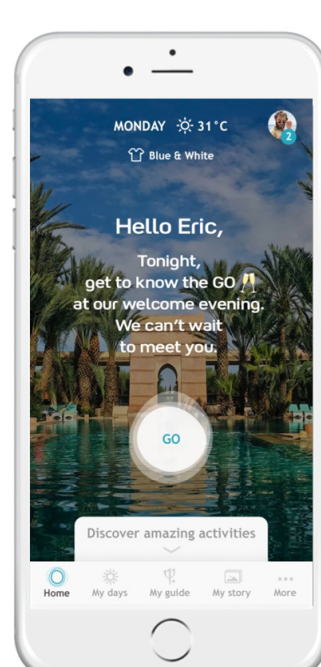 MONDAY 31°C
2
Blue & White
Hello Eric,
Tonight,
get to know the GO 🥂
at our welcome evening.
We can't wait
to meet you.
GO
Discover amazing activities
Home My days My guide My story More